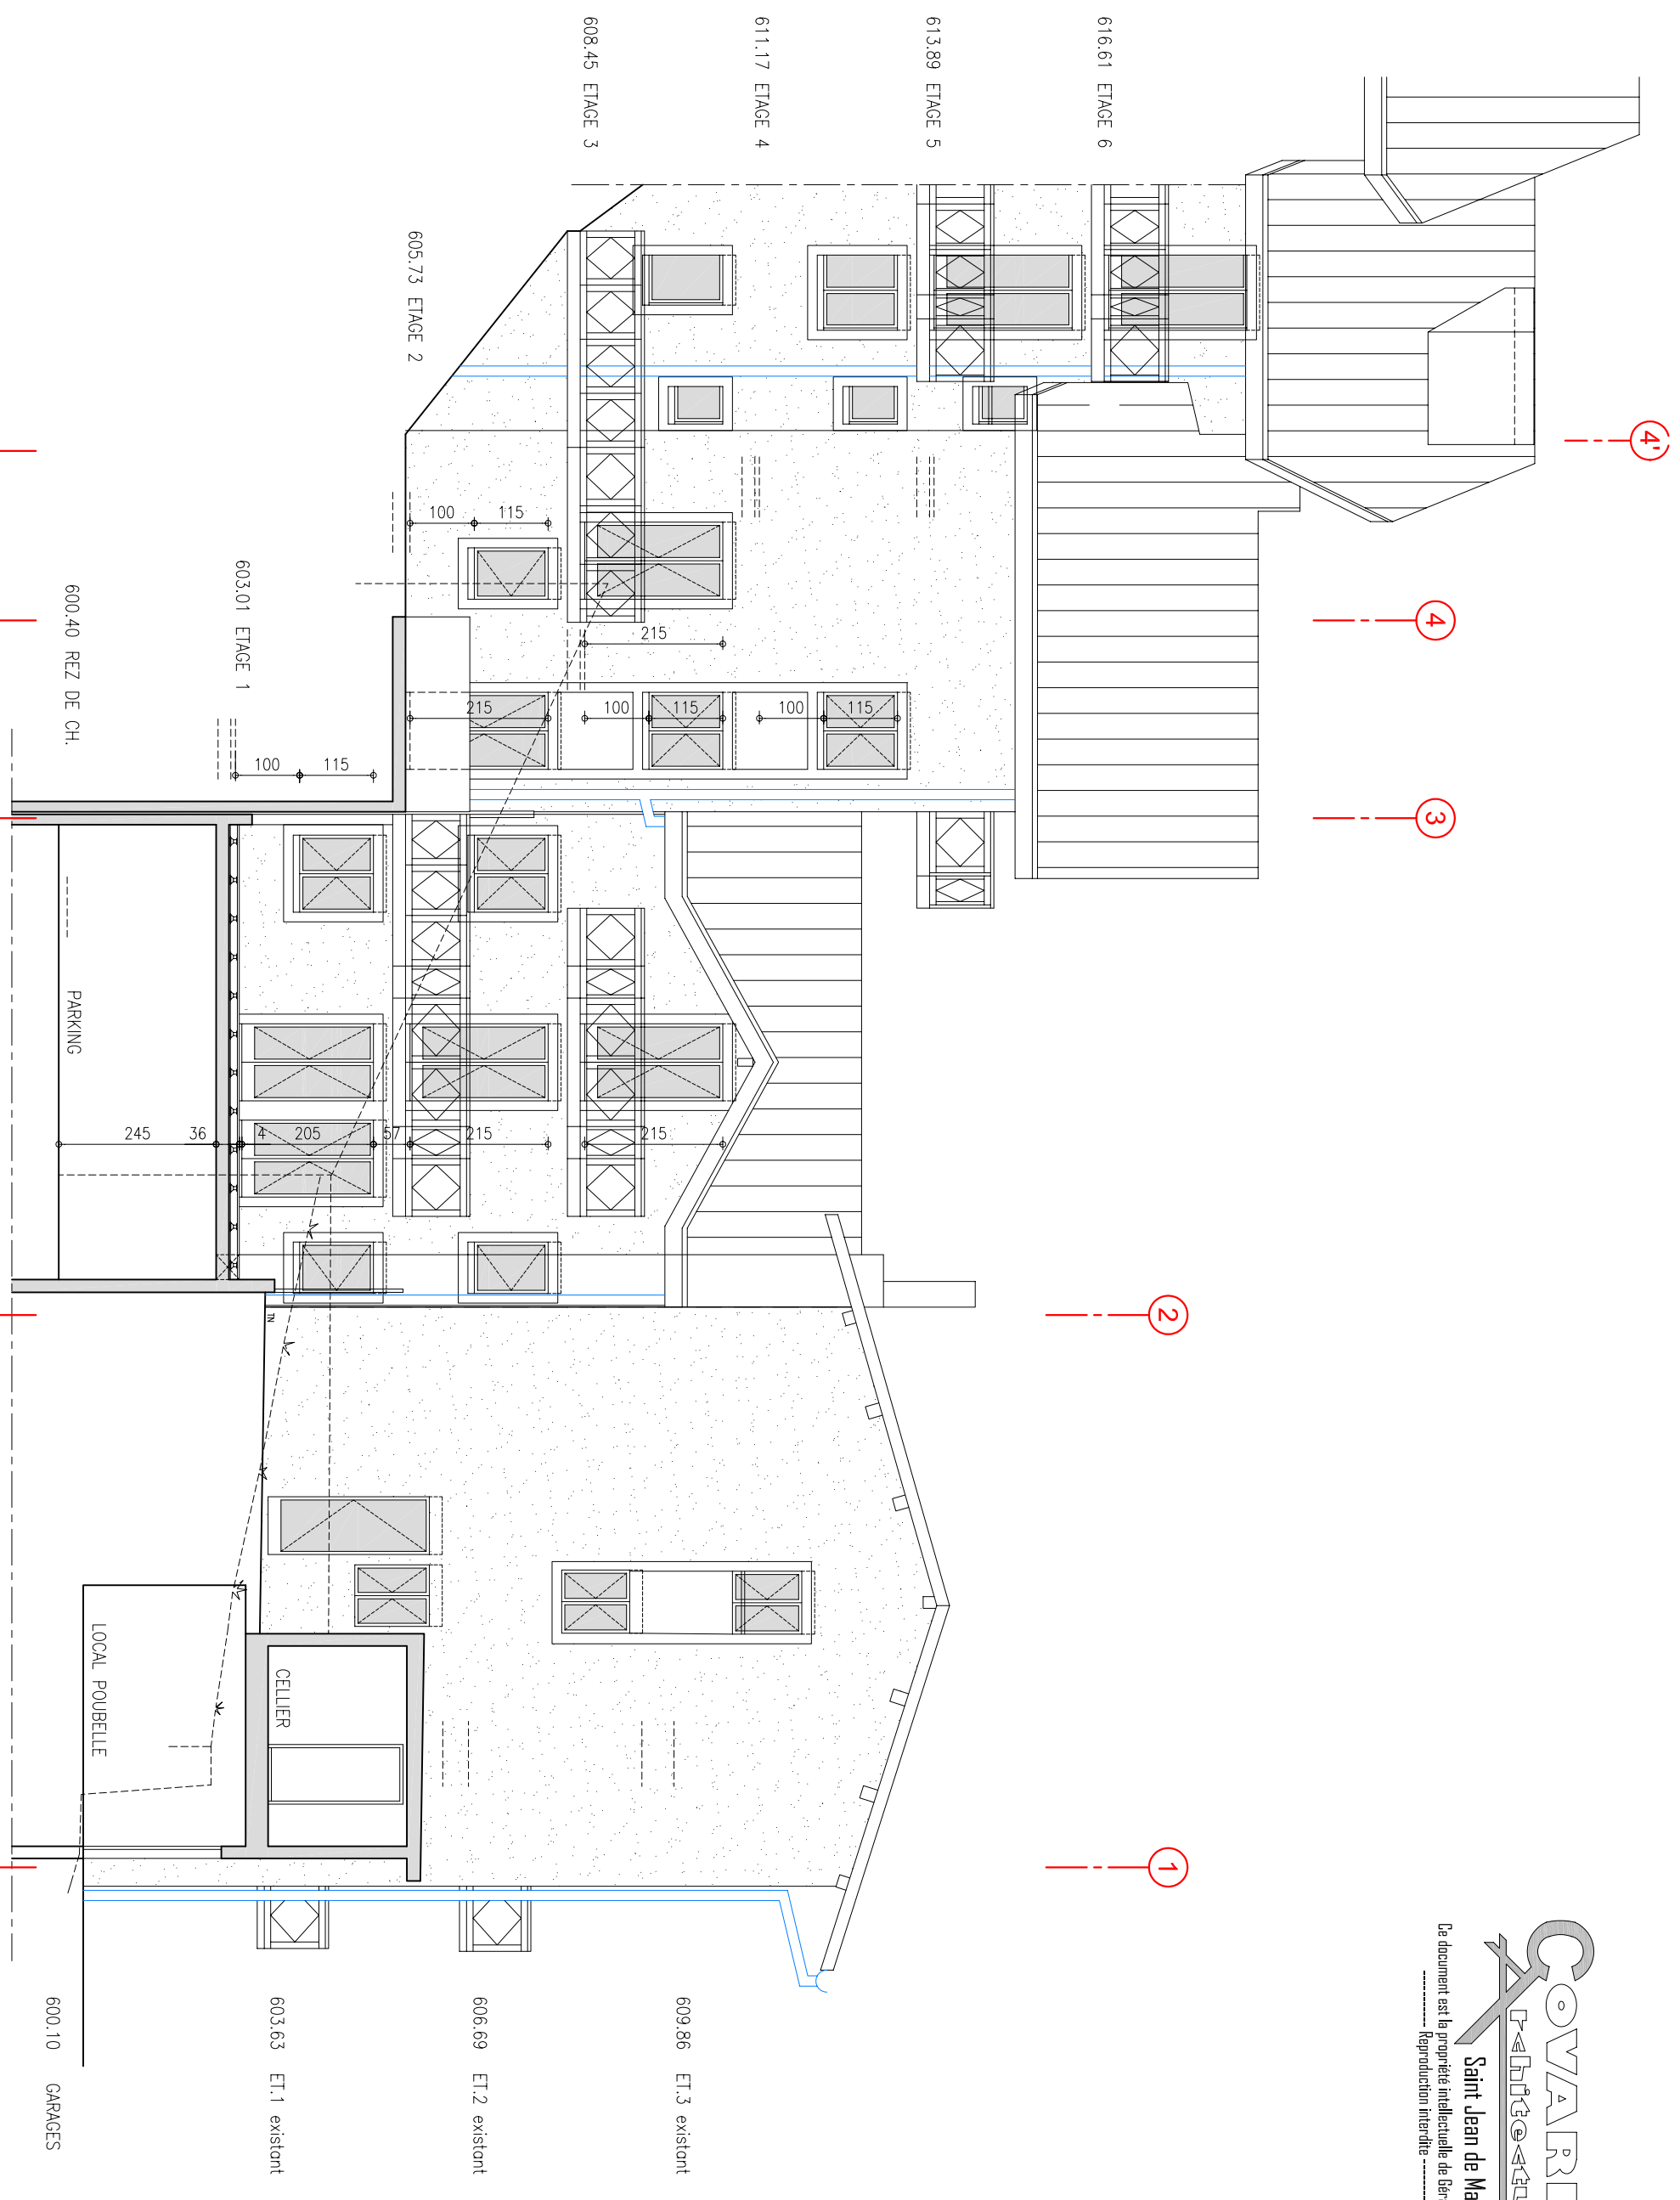 616.61 ETAGE 6
613.89 ETAGE 5
611.17 ETAGE 4
608.45 ETAGE 3
605.73 ETAGE 2
603.01 ETAGE 1
600.40 REZ DE CH.
4'
4
3
2
1
100
115
215
215
100
115
100
115
100
115
245
36
4
205
57
215
215
PARKING
TN
CELLIER
LOCAL POUBELLE
609.86 ET.3 existant
606.69 ET.2 existant
603.63 ET.1 existant
600.10 GARAGES
COVAR
Saint Jean de Ma
Ce document est la propriété intellectuelle de Gér
---------- Reproduction interdite ----------